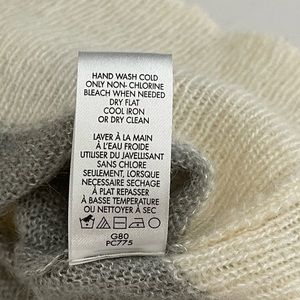 HAND WASH COLD
ONLY NON- CHLORINE
BLEACH WHEN NEEDED
DRY FLAT
COOL IRON
OR DRY CLEAN
LAVER À LA MAIN
À L'EAU FROIDE
UTILISER DU JAVELLISANT
SANS CHLORE
SEULEMENT, LORSQUE
NECESSAIRE SECHAGE
À PLAT REPASSER
À BASSE TEMPERATURE
OU NETTOYER À SEC
G80
PC775